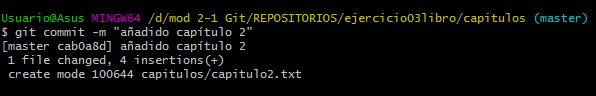 Usuario@Asus MINGW64 /d/mod 2-1 Git/REPOSITORIOS/ejercicio03libro/capitulos (master)
$ git commit -m "añadido capítulo 2"
[master cab0a8d] añadido capítulo 2
 1 file changed, 4 insertions(+)
 create mode 100644 capitulos/capitulo2.txt